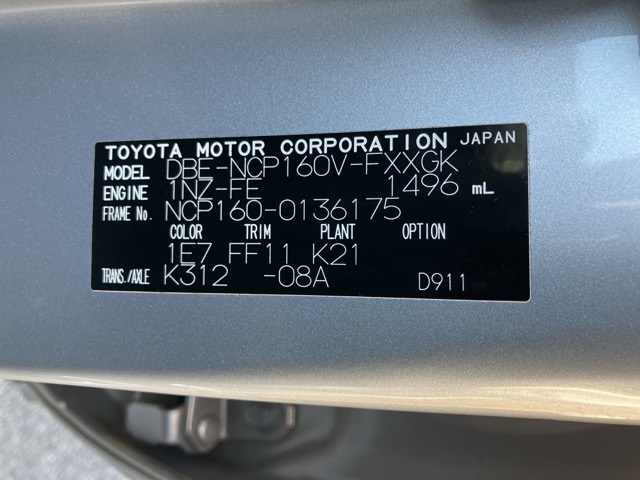 TOYOTA MOTOR CORPORATION JAPAN
MODEL DBE-NCP160V-FXXGK
ENGINE 1NZ-FE 1496 mL
FRAME No. NCP160-0136175
COLOR TRIM PLANT OPTION
1E7 FF11 K21
TRANS./AXLE K312 -08A D911